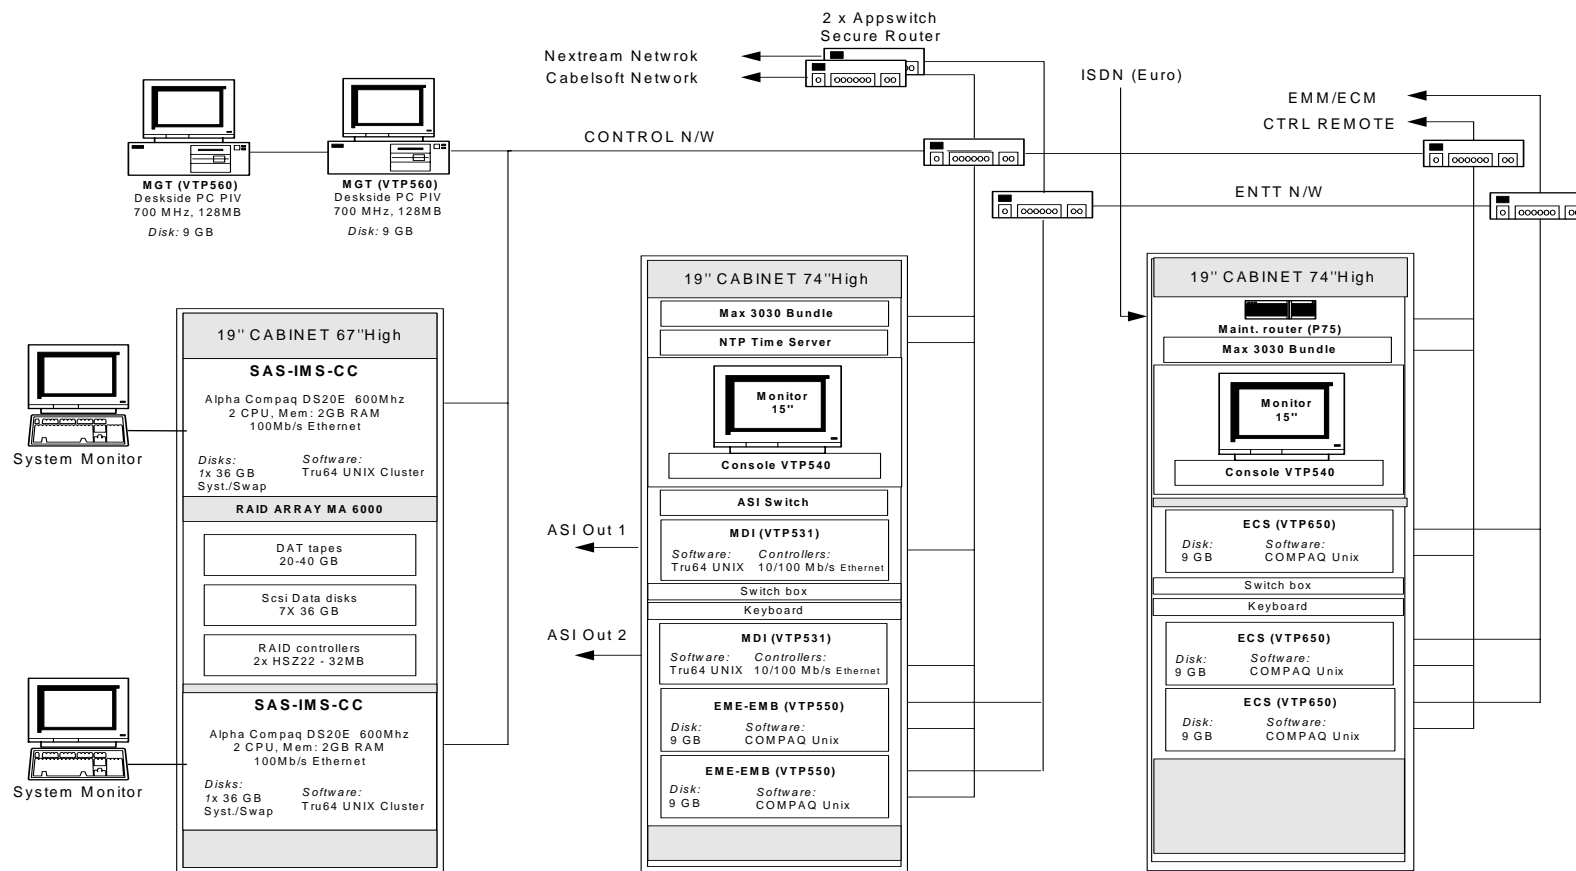 2 x Appswitch
Secure Router
Nextream Netwrok
Cabelsoft Network
ISDN (Euro)
EMM/ECM
CTRL REMOTE
CONTROL N/W
ENTT N/W
MGT (VTP560)
Deskside PC PIV
700 MHz, 128MB
Disk: 9 GB
MGT (VTP560)
Deskside PC PIV
700 MHz, 128MB
Disk: 9 GB
System Monitor
System Monitor
19" CABINET 67"High
SAS-IMS-CC
Alpha Compaq DS20E 600Mhz
2 CPU, Mem: 2GB RAM
100Mb/s Ethernet
Disks:
1x 36 GB
Syst./Swap
Software:
Tru64 UNIX Cluster
RAID ARRAY MA 6000
DAT tapes
20-40 GB
Scsi Data disks
7X 36 GB
RAID controllers
2x HSZ22 - 32MB
SAS-IMS-CC
Alpha Compaq DS20E 600Mhz
2 CPU, Mem: 2GB RAM
100Mb/s Ethernet
Disks:
1x 36 GB
Syst./Swap
Software:
Tru64 UNIX Cluster
ASI Out 1
ASI Out 2
19" CABINET 74"High
Max 3030 Bundle
NTP Time Server
Monitor
15"
Console VTP540
ASI Switch
MDI (VTP531)
Software:
Tru64 UNIX
Controllers:
10/100 Mb/s Ethernet
Switch box
Keyboard
MDI (VTP531)
Software:
Tru64 UNIX
Controllers:
10/100 Mb/s Ethernet
EME-EMB (VTP550)
Disk:
9 GB
Software:
COMPAQ Unix
EME-EMB (VTP550)
Disk:
9 GB
Software:
COMPAQ Unix
19" CABINET 74"High
Maint. router (P75)
Max 3030 Bundle
Monitor
15"
Console VTP540
ECS (VTP650)
Disk:
9 GB
Software:
COMPAQ Unix
Switch box
Keyboard
ECS (VTP650)
Disk:
9 GB
Software:
COMPAQ Unix
ECS (VTP650)
Disk:
9 GB
Software:
COMPAQ Unix